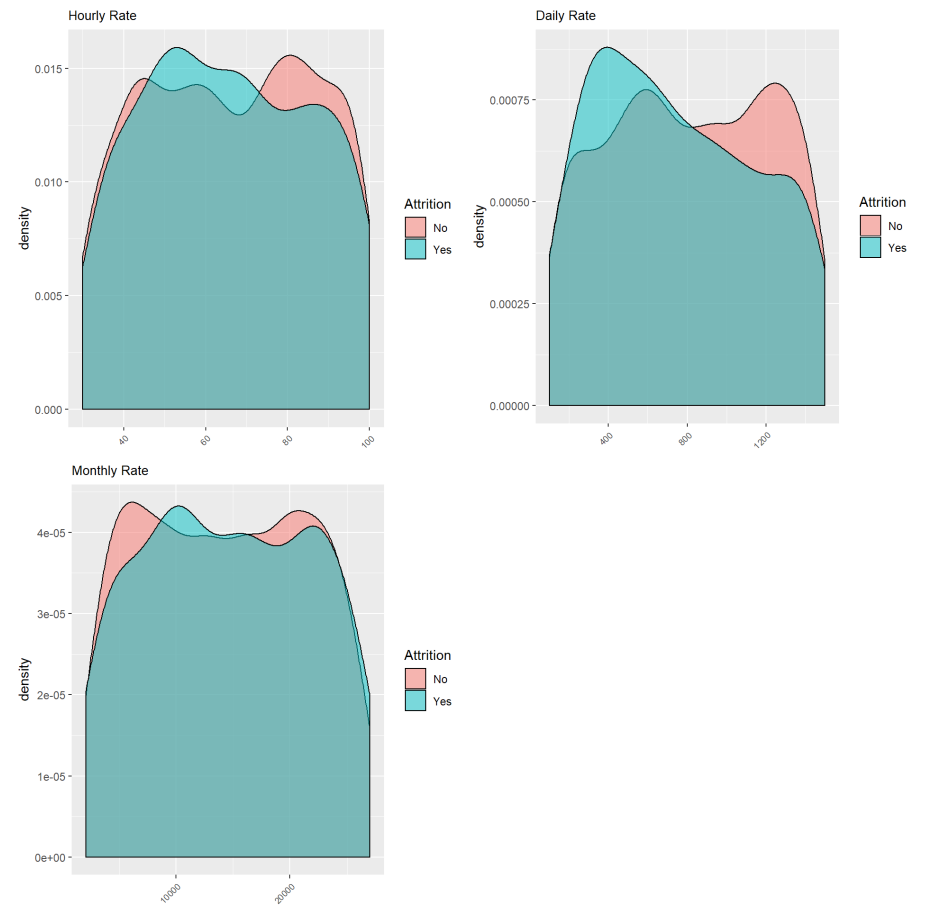 Hourly Rate
density
0.015
0.010
0.005
0.000
40
60
80
100
Attrition
No
Yes
Daily Rate
density
0.00075
0.00050
0.00025
0.00000
400
800
1200
Attrition
No
Yes
Monthly Rate
density
4e-05
3e-05
2e-05
1e-05
0e+00
10000
20000
Attrition
No
Yes